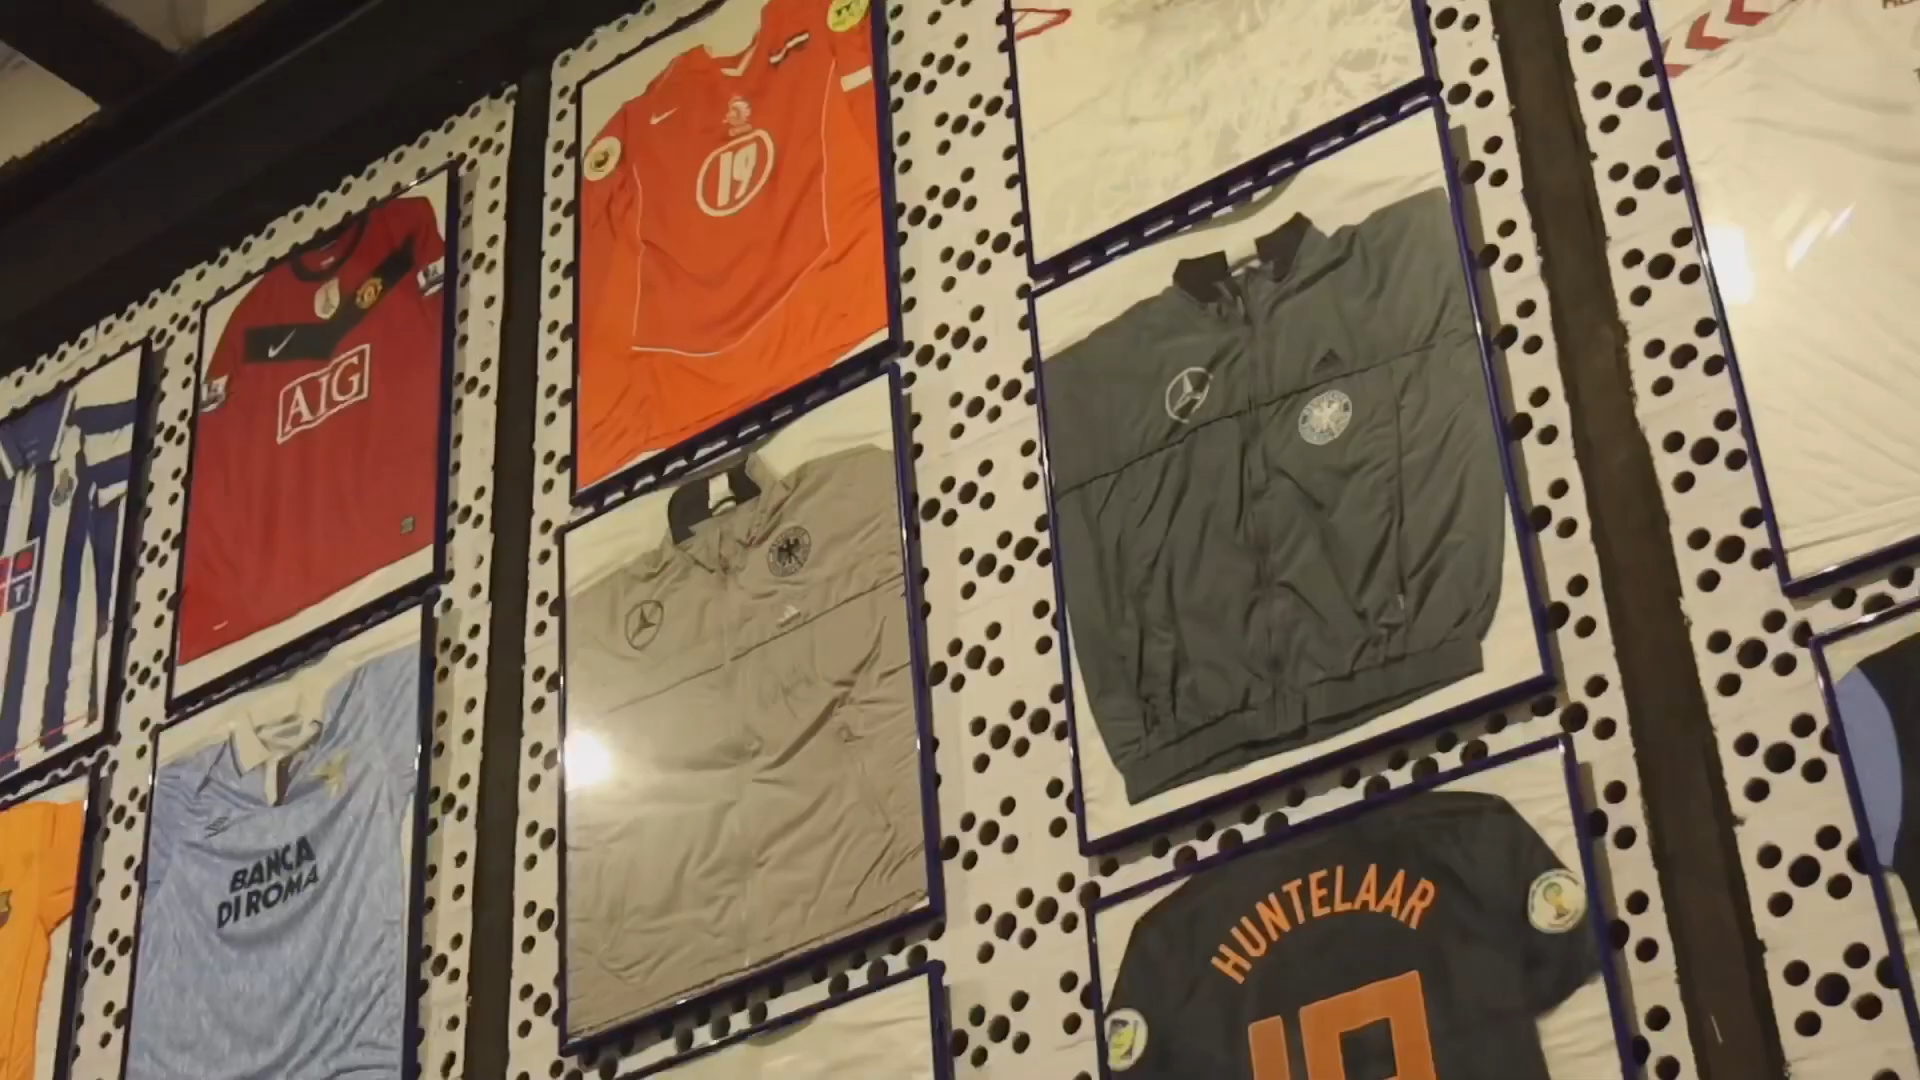 19
AIG
T
BANCA
DI ROMA
HUNTELAAR
19